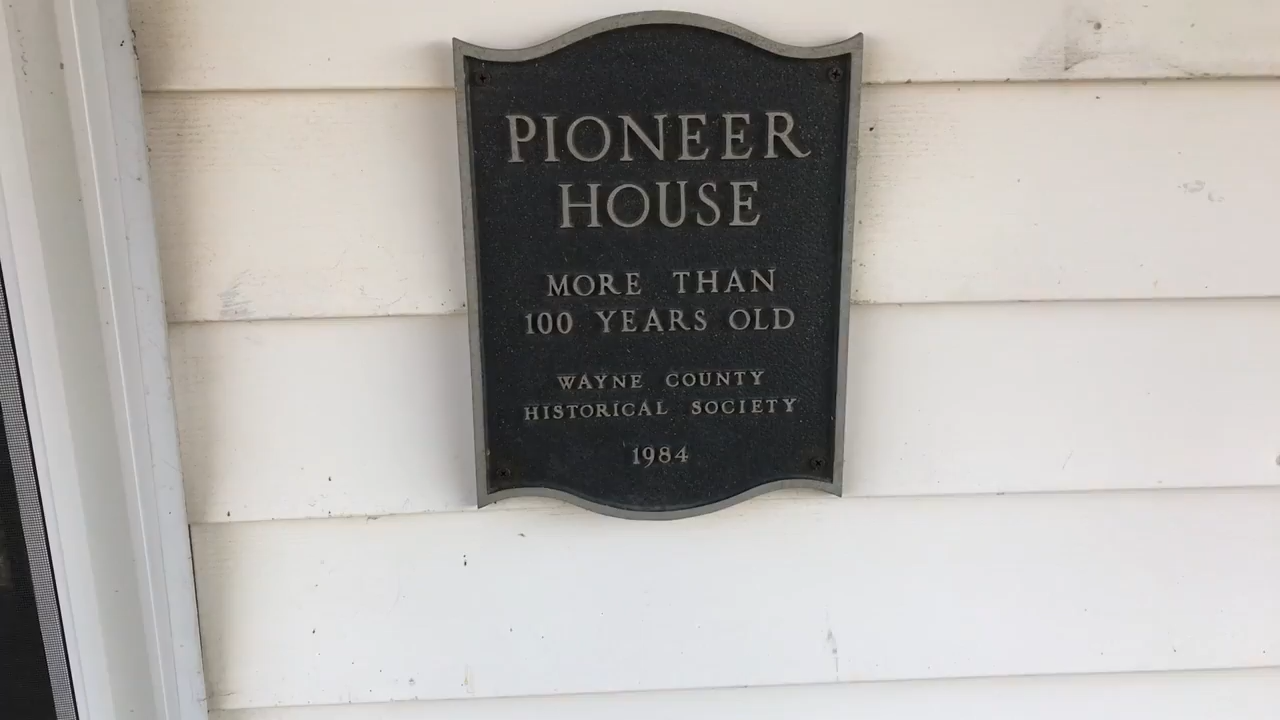 PIONEER
HOUSE
MORE THAN
100 YEARS OLD
WAYNE COUNTY
HISTORICAL SOCIETY
1984